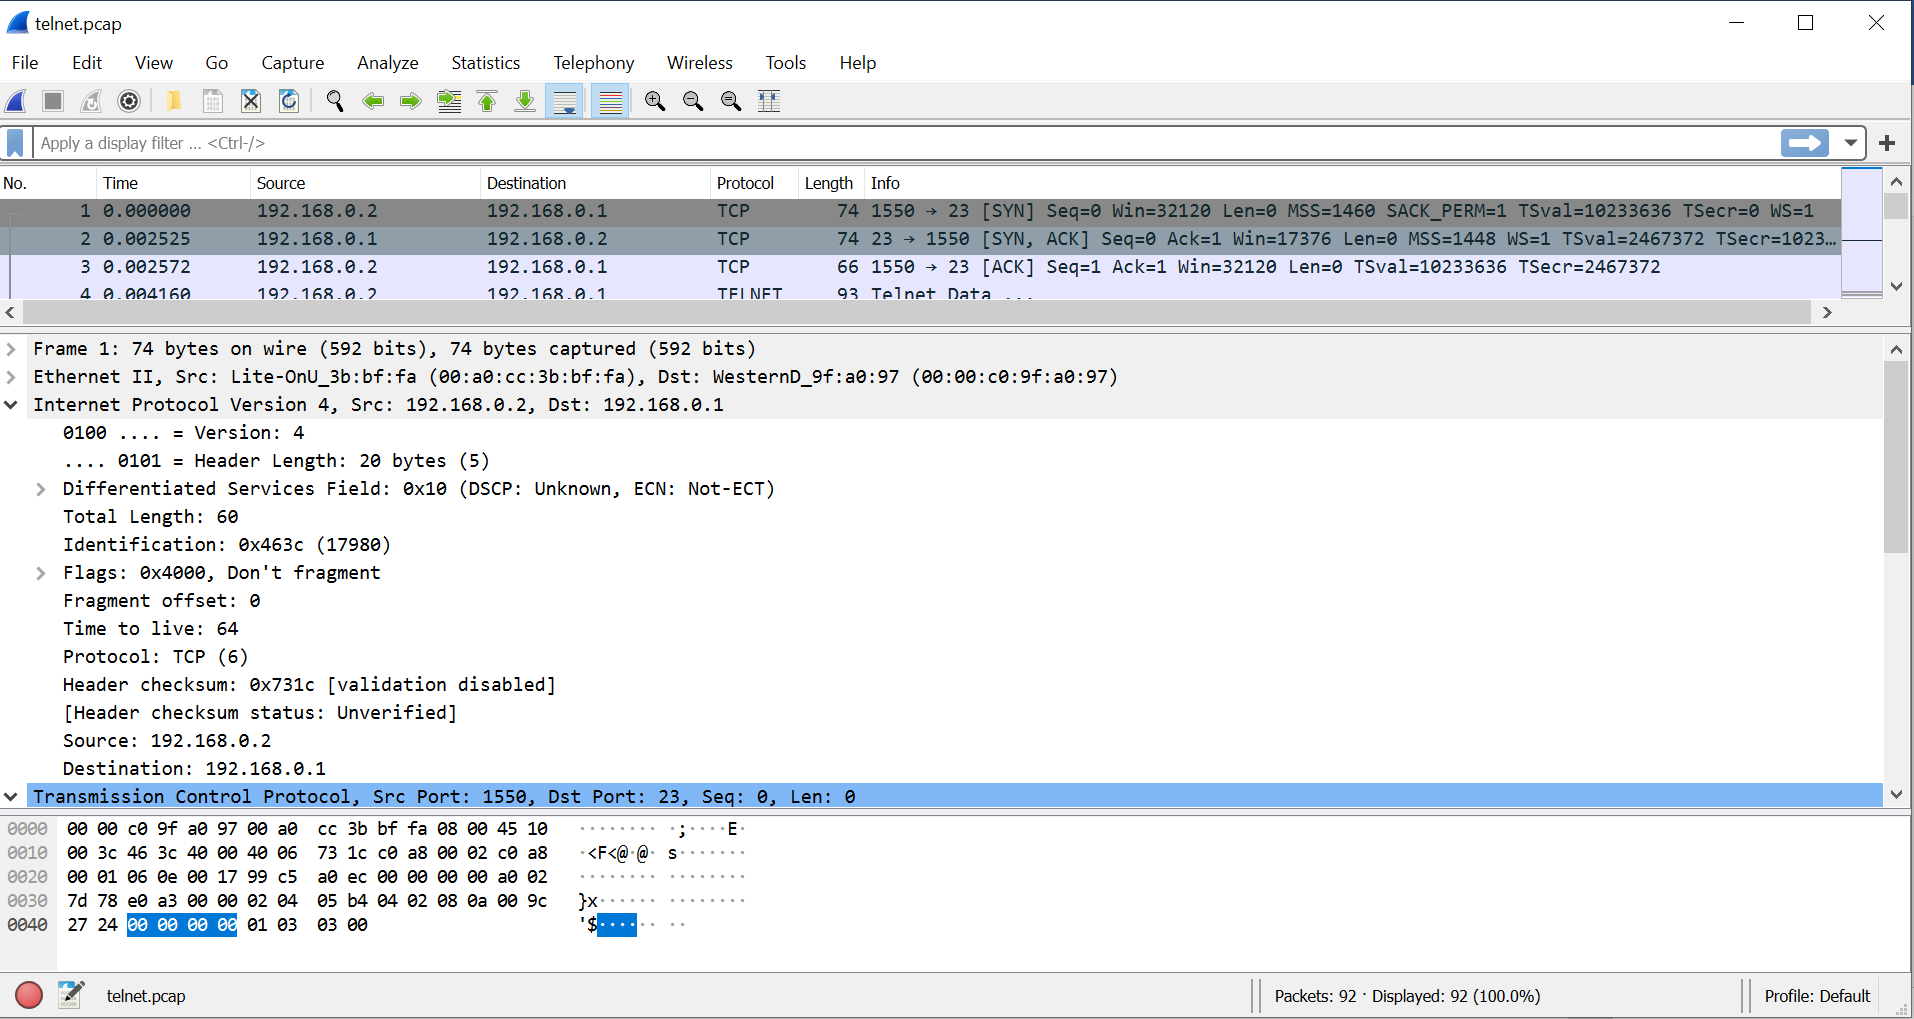 telnet.pcap
File Edit View Go Capture Analyze Statistics Telephony Wireless Tools Help
Apply a display filter ... <Ctrl-/>
No. Time Source Destination Protocol Length Info
1 0.000000 192.168.0.2 192.168.0.1 TCP 74 1550 → 23 [SYN] Seq=0 Win=32120 Len=0 MSS=1460 SACK_PERM=1 TSval=10233636 TSecr=0 WS=1
2 0.002525 192.168.0.1 192.168.0.2 TCP 74 23 → 1550 [SYN, ACK] Seq=0 Ack=1 Win=17376 Len=0 MSS=1448 WS=1 TSval=2467372 TSecr=1023…
3 0.002572 192.168.0.2 192.168.0.1 TCP 66 1550 → 23 [ACK] Seq=1 Ack=1 Win=32120 Len=0 TSval=10233636 TSecr=2467372
4 0.004160 192.168.0.2 192.168.0.1 TELNET 93 Telnet Data ...
Frame 1: 74 bytes on wire (592 bits), 74 bytes captured (592 bits)
Ethernet II, Src: Lite-OnU_3b:bf:fa (00:a0:cc:3b:bf:fa), Dst: WesternD_9f:a0:97 (00:00:c0:9f:a0:97)
Internet Protocol Version 4, Src: 192.168.0.2, Dst: 192.168.0.1
0100 .... = Version: 4
.... 0101 = Header Length: 20 bytes (5)
Differentiated Services Field: 0x10 (DSCP: Unknown, ECN: Not-ECT)
Total Length: 60
Identification: 0x463c (17980)
Flags: 0x4000, Don't fragment
Fragment offset: 0
Time to live: 64
Protocol: TCP (6)
Header checksum: 0x731c [validation disabled]
[Header checksum status: Unverified]
Source: 192.168.0.2
Destination: 192.168.0.1
Transmission Control Protocol, Src Port: 1550, Dst Port: 23, Seq: 0, Len: 0
0000 00 00 c0 9f a0 97 00 a0 cc 3b bf fa 08 00 45 10 ········ ·;····E·
0010 00 3c 46 3c 40 00 40 06 73 1c c0 a8 00 02 c0 a8 ·<F<@·@· s·······
0020 00 01 06 0e 00 17 99 c5 a0 ec 00 00 00 00 a0 02 ········ ········
0030 7d 78 e0 a3 00 00 02 04 05 b4 04 02 08 0a 00 9c }x······ ········
0040 27 24 00 00 00 00 01 03 03 00 '$······ ··
telnet.pcap Packets: 92 · Displayed: 92 (100.0%) Profile: Default